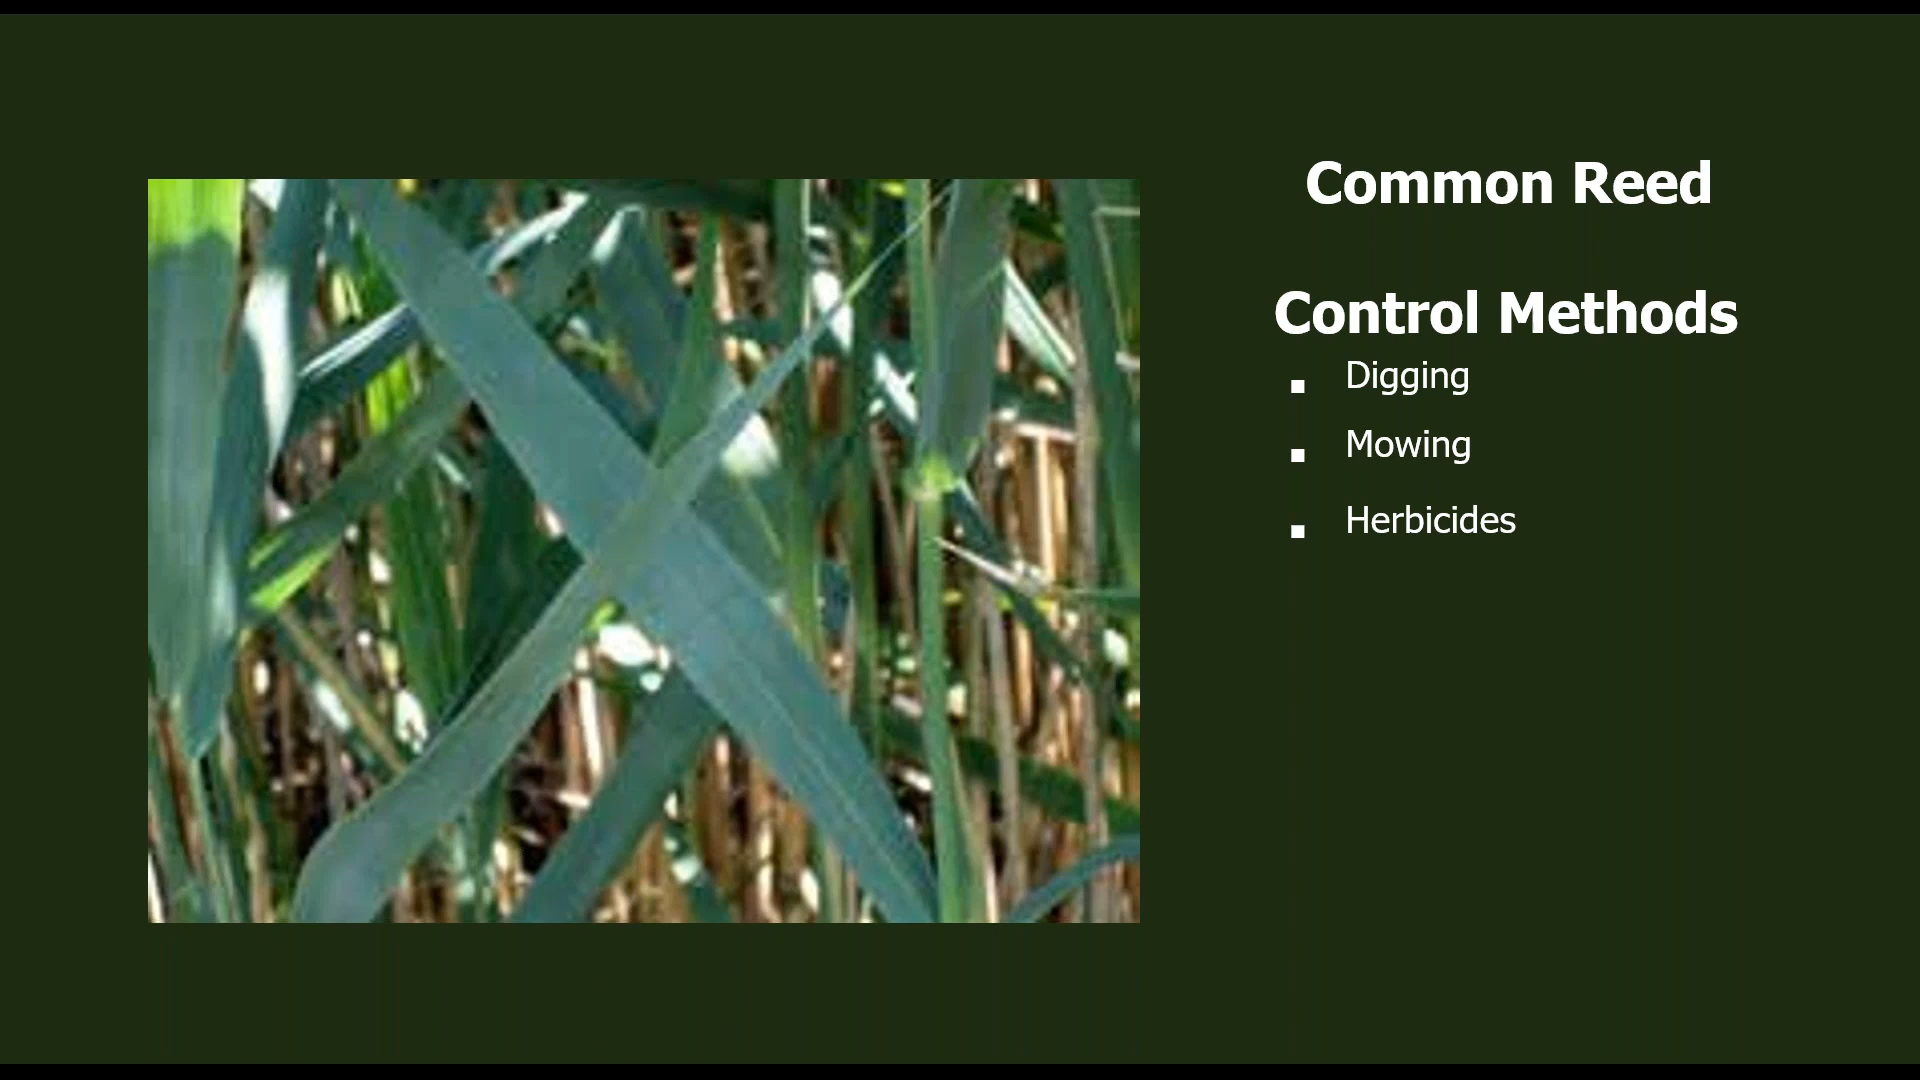 Common Reed
Control Methods
▪ Digging
▪ Mowing
▪ Herbicides